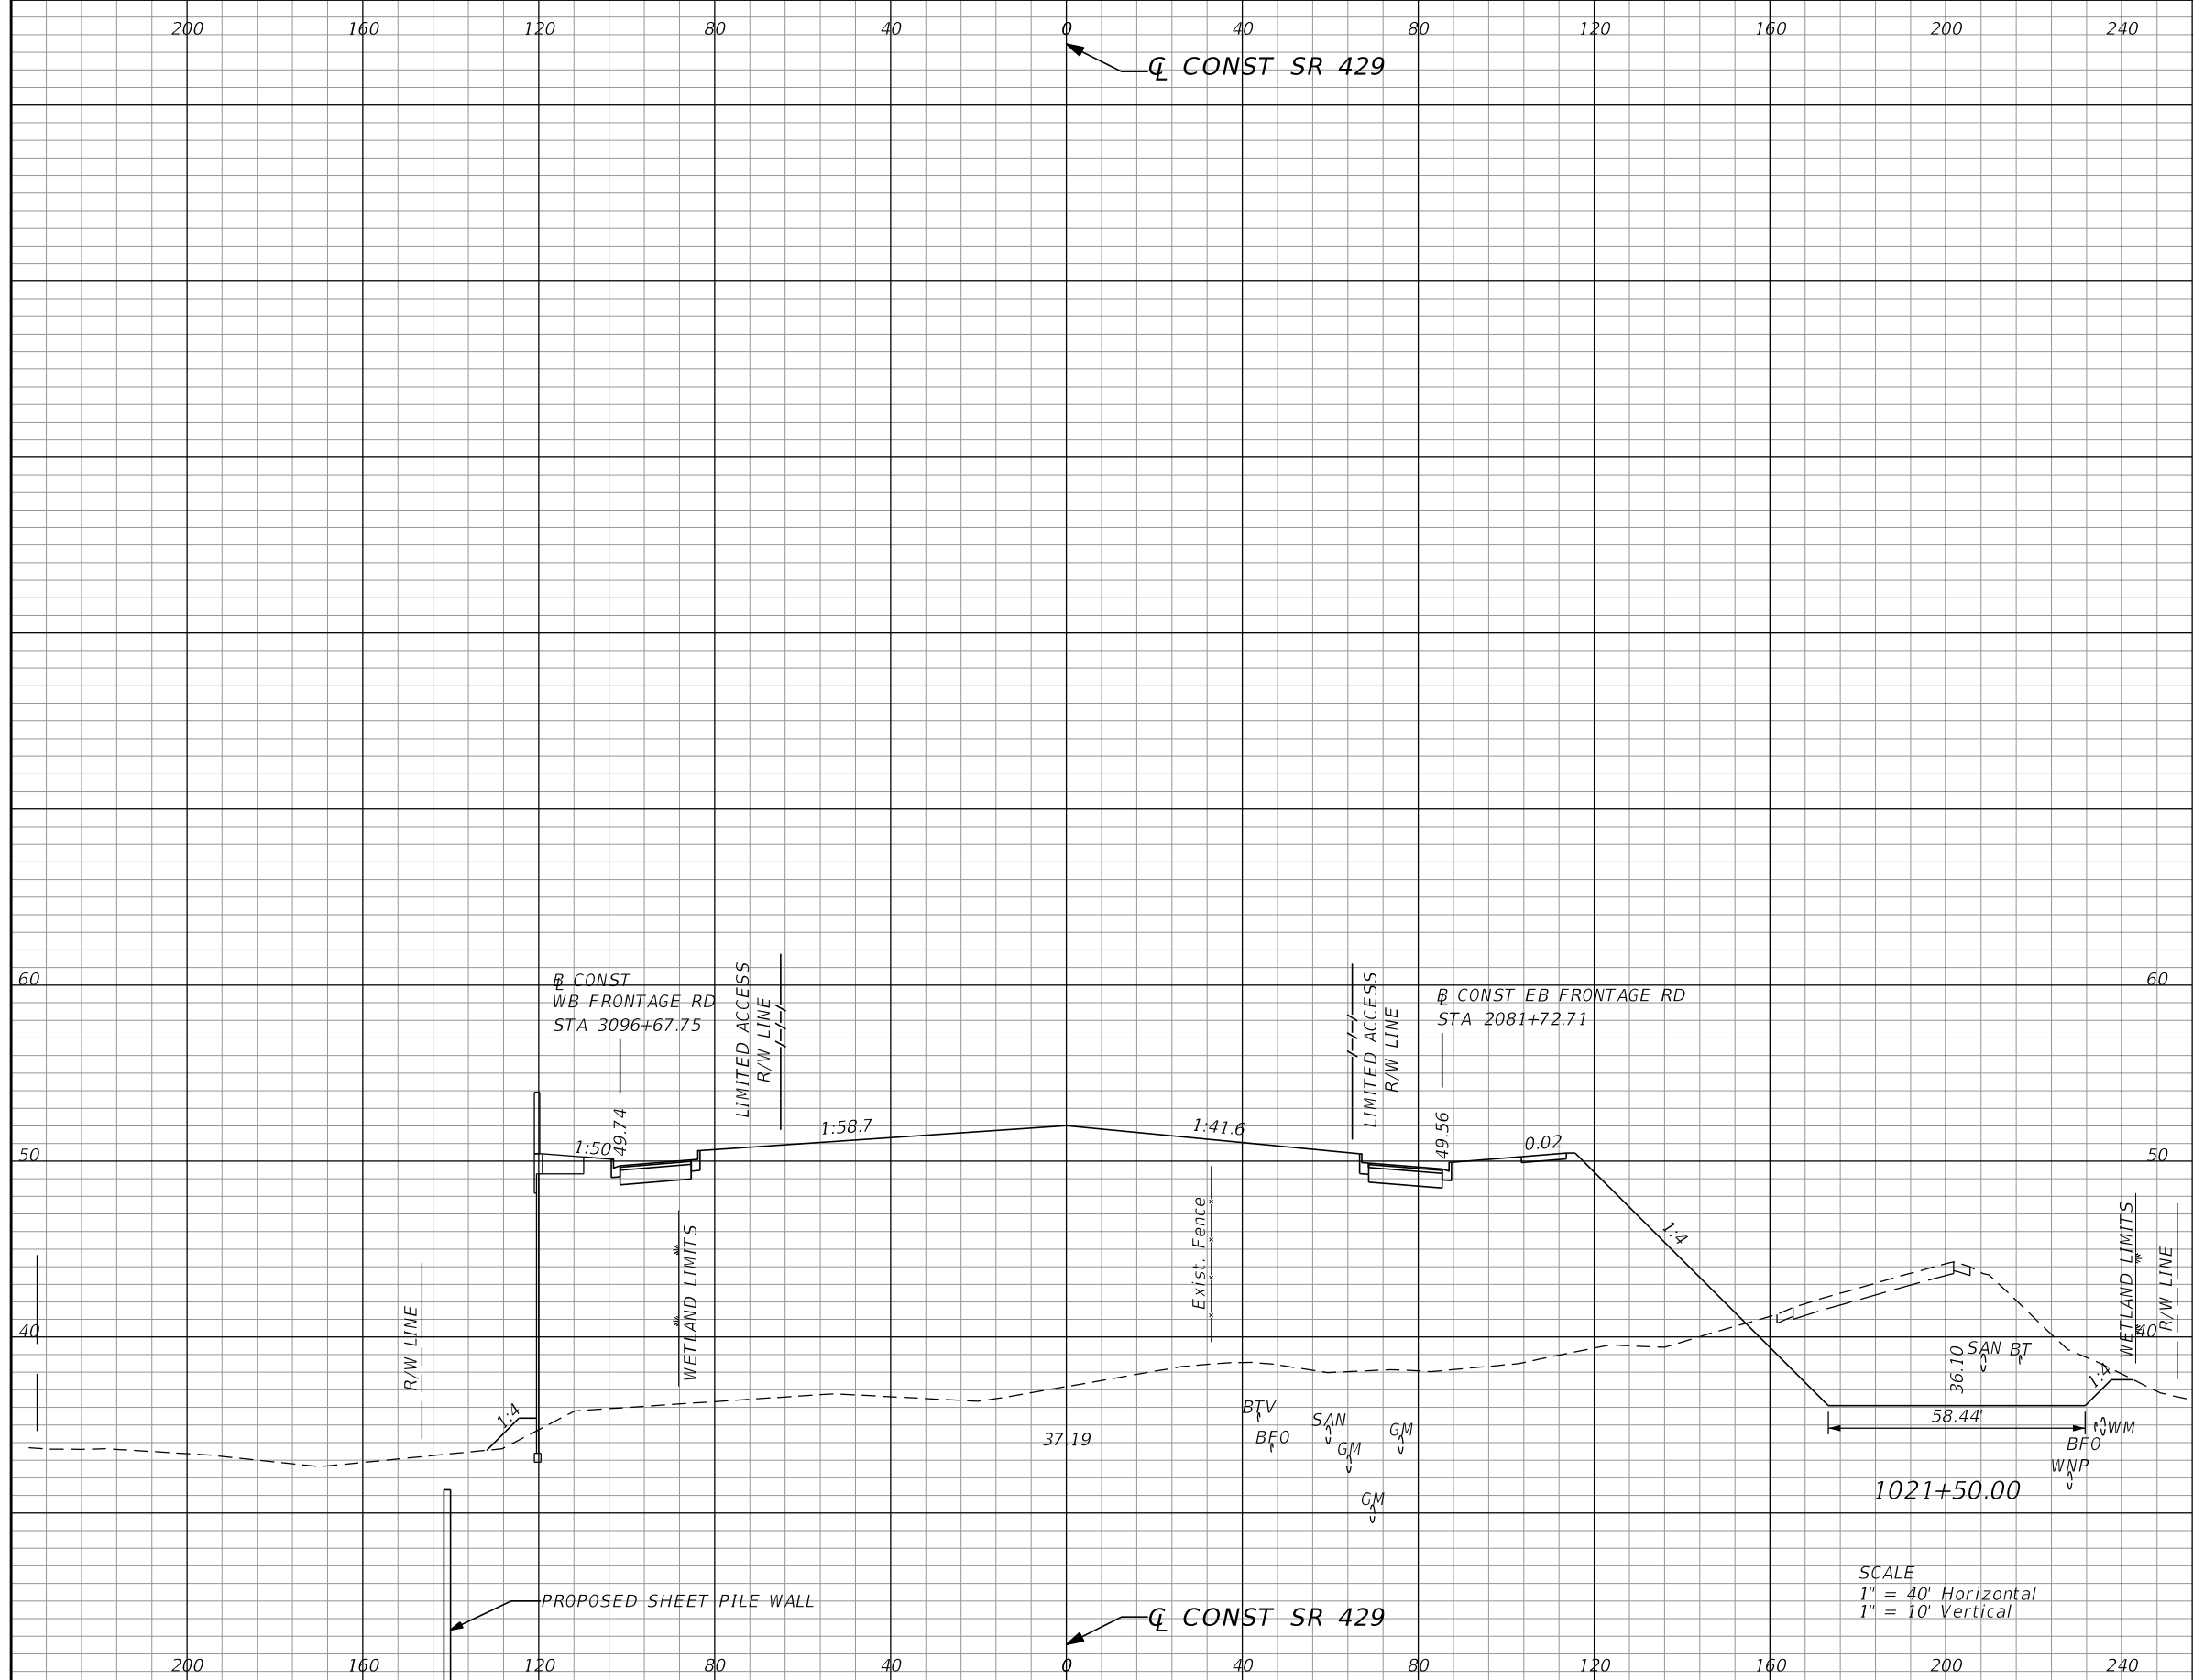 200 160 120 80 40 0 40 80 120 160 200 240
℄ CONST SR 429
60 60
℄ CONST
WB FRONTAGE RD
STA 3096+67.75
LIMITED ACCESS
R/W LINE
LIMITED ACCESS
R/W LINE
℄ CONST EB FRONTAGE RD
STA 2081+72.71
50 50
1:50
49.74
1:58.7
1:41.6
49.56
0.02
1:4
WETLAND LIMITS
Exist. Fence
WETLAND LIMITS
R/W LINE
R/W LINE
40 40
1:4
SAN BT
36.10
1:4
58.44'
37.19
BTV
BFO
SAN
GM
GM
GM
WM
BFO
WNP
1021+50.00
SCALE
1" = 40' Horizontal
1" = 10' Vertical
PROPOSED SHEET PILE WALL
℄ CONST SR 429
200 160 120 80 40 0 40 80 120 160 200 240